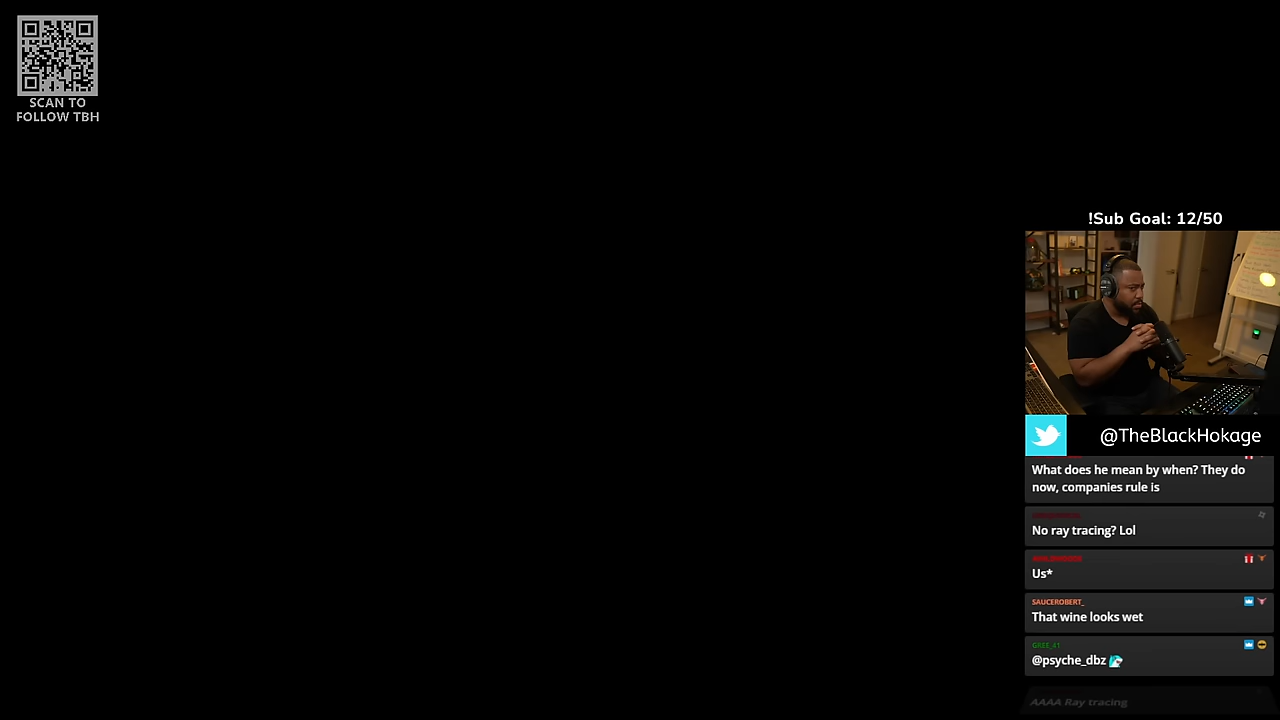 SCAN TO
FOLLOW TBH
!Sub Goal: 12/50
@TheBlackHokage
What does he mean by when? They do
now, companies rule is
No ray tracing? Lol
Us*
SAUCEROBERT_
That wine looks wet
GREE_41
@psyche_dbz
AAAA Ray tracing